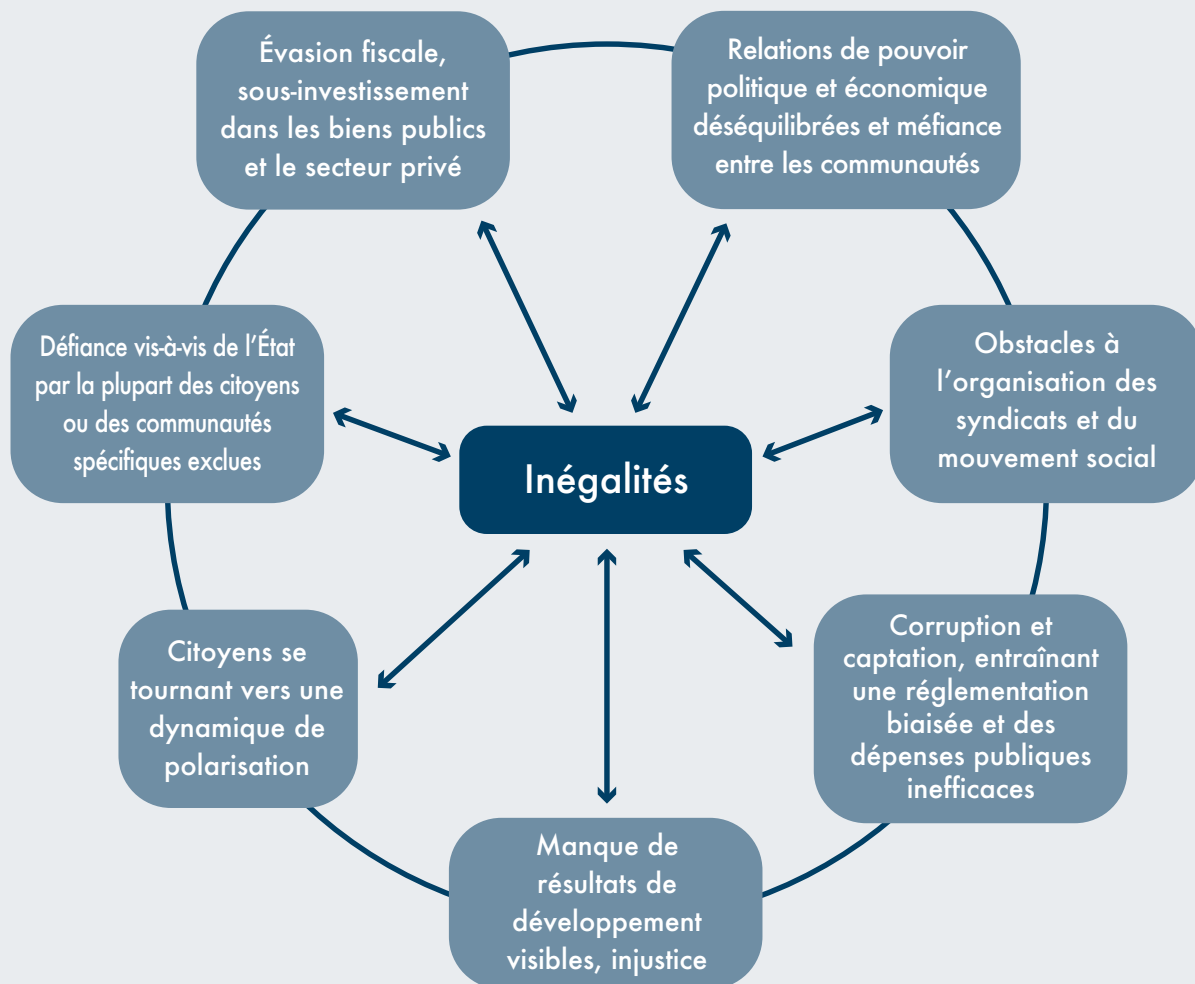 Évasion fiscale,
sous-investissement
dans les biens publics
et le secteur privé
Relations de pouvoir
politique et économique
déséquilibrées et méfiance
entre les communautés
Défiance vis-à-vis de l’État
par la plupart des citoyens
ou des communautés
spécifiques exclues
Obstacles à
l’organisation des
syndicats et du
mouvement social
Inégalités
Citoyens se
tournant vers une
dynamique de
polarisation
Corruption et
captation, entraînant
une réglementation
biaisée et des
dépenses publiques
inefficaces
Manque de
résultats de
développement
visibles, injustice